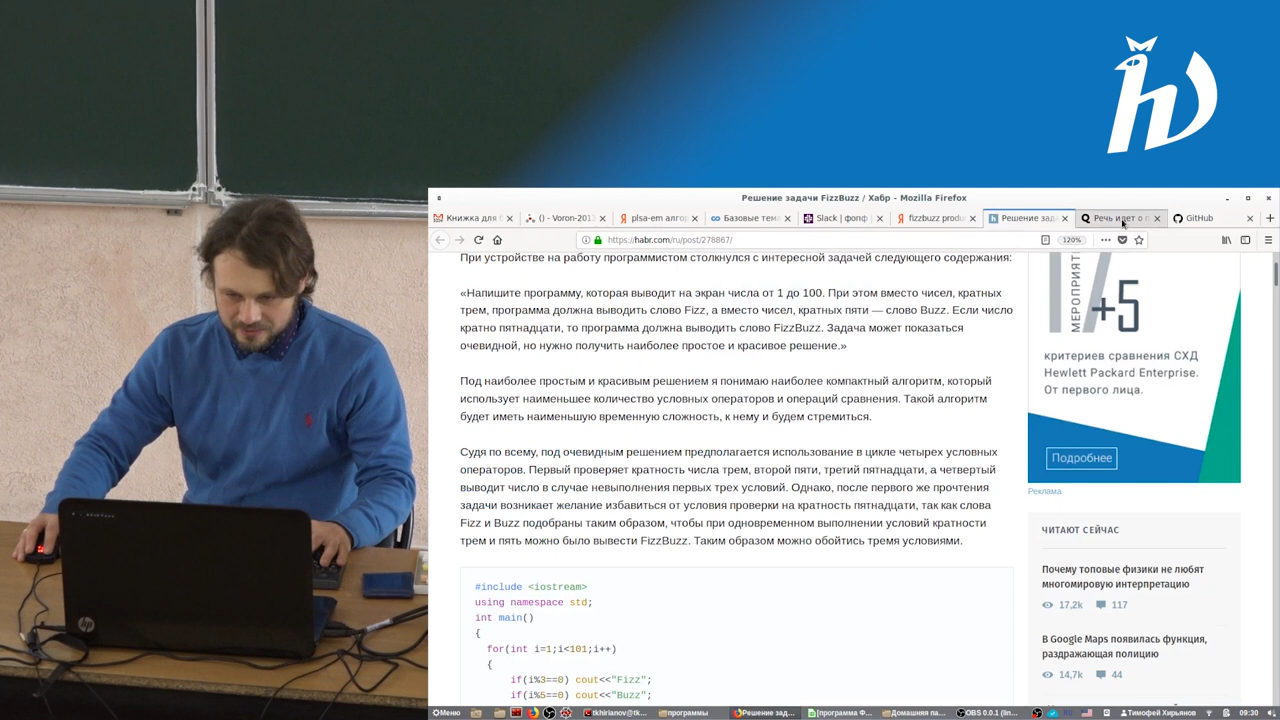 Решение задачи FizzBuzz / Хабр - Mozilla Firefox
Книжка для б
() - Voron-2013
plsa-em алго
Базовые тема
Slack | фопф
fizzbuzz produ
Решение зада
Речь идет о п
GitHub
https://habr.com/ru/post/278867/
120%
При устройстве на работу программистом столкнулся с интересной задачей следующего содержания:
«Напишите программу, которая выводит на экран числа от 1 до 100. При этом вместо чисел, кратных
трем, программа должна выводить слово Fizz, а вместо чисел, кратных пяти — слово Buzz. Если число
кратно пятнадцати, то программа должна выводить слово FizzBuzz. Задача может показаться
очевидной, но нужно получить наиболее простое и красивое решение.»
Под наиболее простым и красивым решением я понимаю наиболее компактный алгоритм, который
использует наименьшее количество условных операторов и операций сравнения. Такой алгоритм
будет иметь наименьшую временную сложность, к нему и будем стремиться.
Судя по всему, под очевидным решением предполагается использование в цикле четырех условных
операторов. Первый проверяет кратность числа трем, второй пяти, третий пятнадцати, а четвертый
выводит число в случае невыполнения первых трех условий. Однако, после первого же прочтения
задачи возникает желание избавиться от условия проверки на кратность пятнадцати, так как слова
Fizz и Buzz подобраны таким образом, чтобы при одновременном выполнении условий кратности
трем и пять можно было вывести FizzBuzz. Таким образом можно обойтись тремя условиями.
#include <iostream>
using namespace std;
int main()
{
for(int i=1;i<101;i++)
{
if(i%3==0) cout<<"Fizz";
if(i%5==0) cout<<"Buzz";
МЕРОПРИЯТ
+5
критериев сравнения СХД
Hewlett Packard Enterprise.
От первого лица.
Подробнее
Реклама
ЧИТАЮТ СЕЙЧАС
Почему топовые физики не любят
многомировую интерпретацию
17,2k 117
В Google Maps появилась функция,
раздражающая полицию
14,7k 44
Меню
tkhirianov@tk...
программы
Решение зад...
[программа Ф...
Домашняя па...
OBS 0.0.1 (lin...
Тимофей Хирьянов
09:30
hp